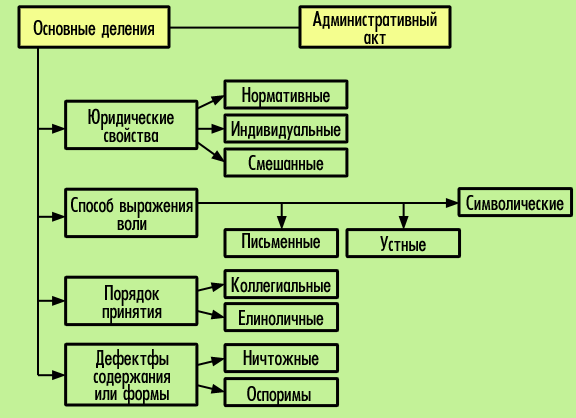 Основные деления
Административный
акт
Юридические
свойства
Нормативные
Индивидуальные
Смешанные
Способ выражения
воли
Символические
Письменные
Устные
Порядок
принятия
Коллегиальные
Елиноличные
Дефектфы
содержания
или формы
Ничтожные
Оспоримы